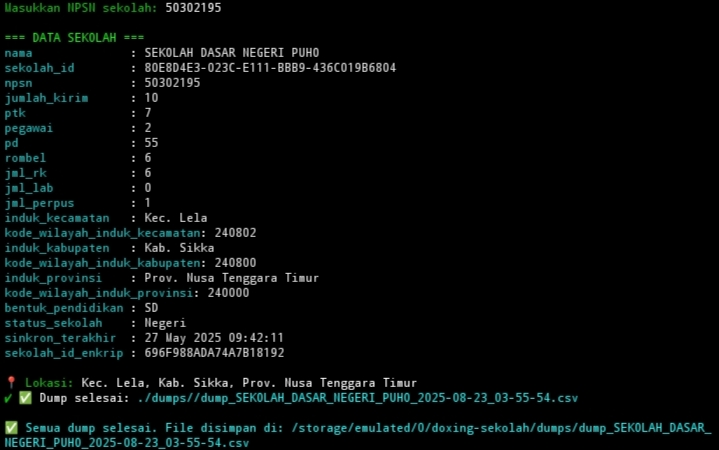 Masukkan NPSN sekolah: 50302195
=== DATA SEKOLAH ===
nama : SEKOLAH DASAR NEGERI PUHO
sekolah_id : 80E8D4E3-023C-E111-BBB9-436C019B6804
npsn : 50302195
jumlah_kirim : 10
ptk : 7
pegawai : 2
pd : 55
rombel : 6
jml_rk : 6
jml_lab : 0
jml_perpus : 1
induk_kecamatan : Kec. Lela
kode_wilayah_induk_kecamatan: 240802
induk_kabupaten : Kab. Sikka
kode_wilayah_induk_kabupaten: 240800
induk_provinsi : Prov. Nusa Tenggara Timur
kode_wilayah_induk_provinsi: 240000
bentuk_pendidikan : SD
status_sekolah : Negeri
sinkron_terakhir : 27 May 2025 09:42:11
sekolah_id_enkrip : 696F988ADA74A7B18192
📍 Lokasi: Kec. Lela, Kab. Sikka, Prov. Nusa Tenggara Timur
✔ ✅ Dump selesai: ./dumps//dump_SEKOLAH_DASAR_NEGERI_PUHO_2025-08-23_03-55-54.csv
✅ Semua dump selesai. File disimpan di: /storage/emulated/0/doxing-sekolah/dumps/dump_SEKOLAH_DASAR_
NEGERI_PUHO_2025-08-23_03-55-54.csv